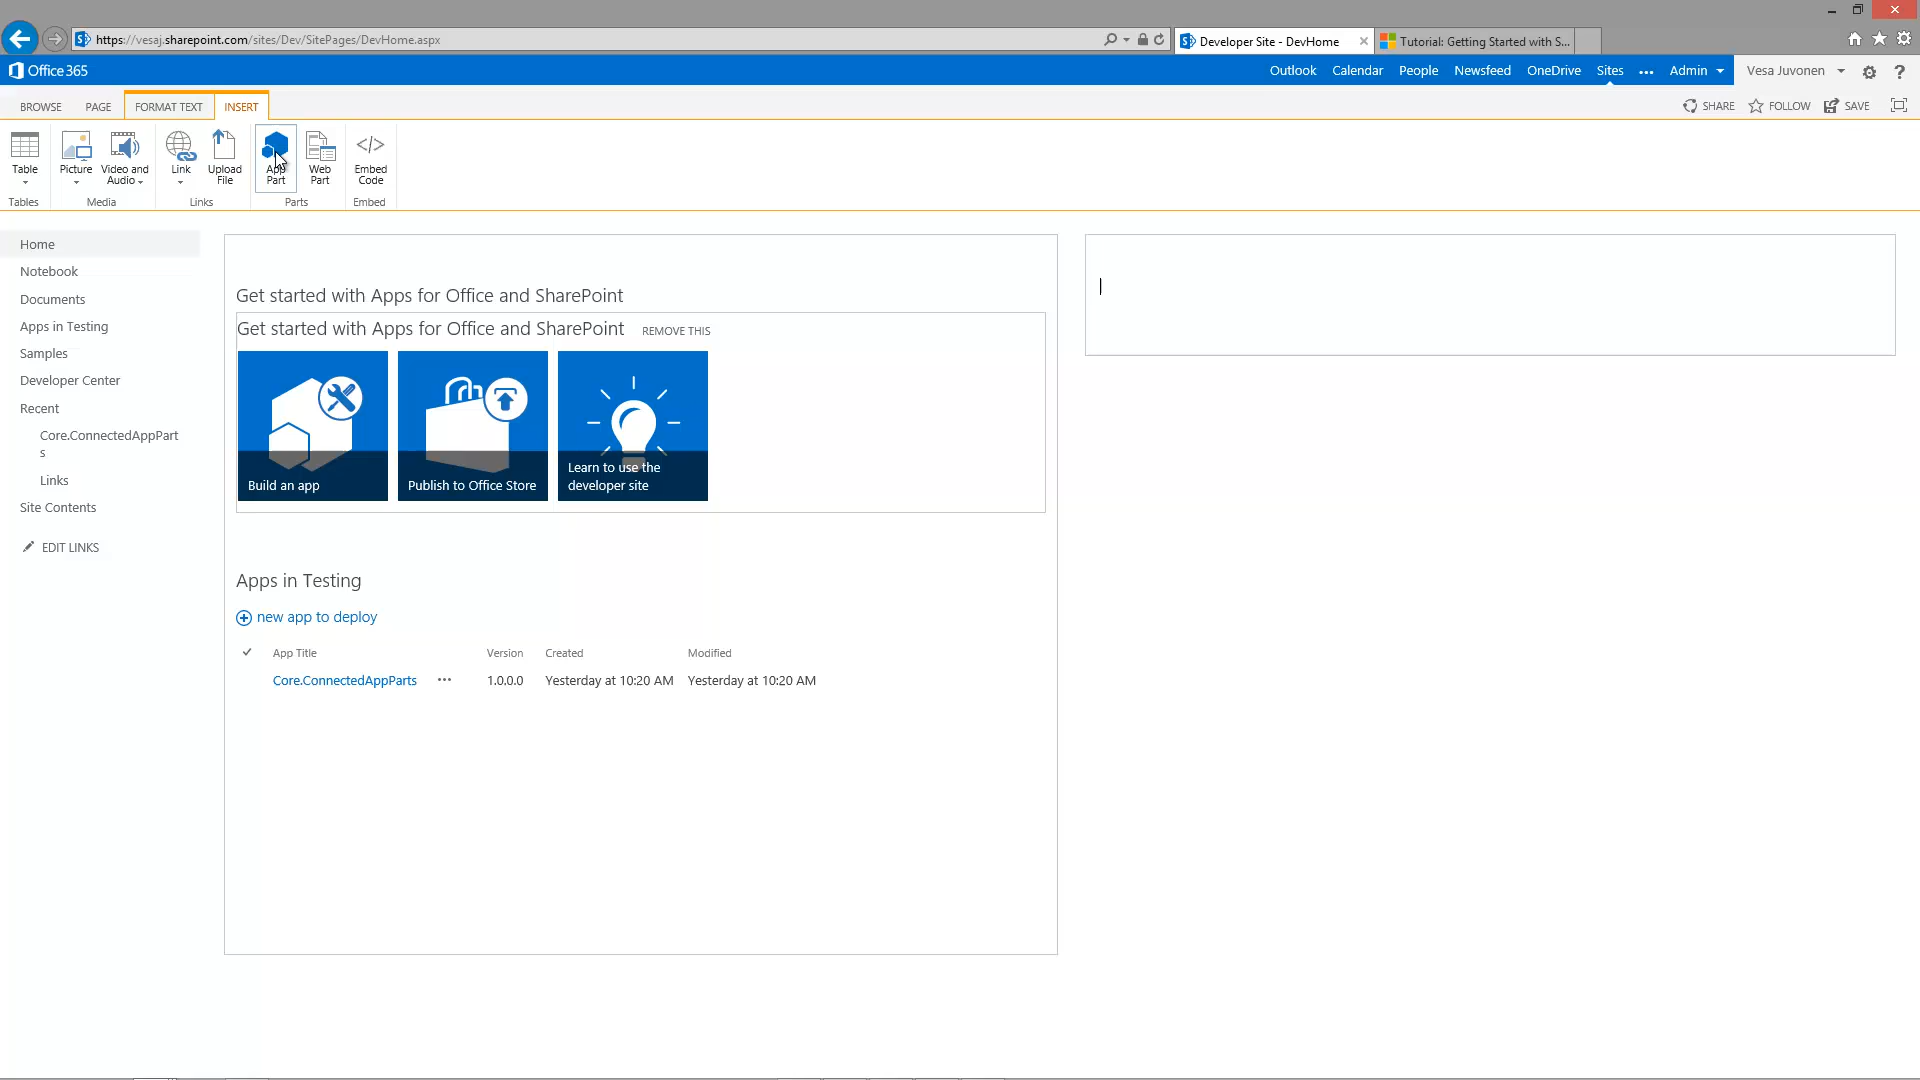 https://vesaj.sharepoint.com/sites/Dev/SitePages/DevHome.aspx
Developer Site - DevHome
Tutorial: Getting Started with S...
Office 365
Outlook
Calendar
People
Newsfeed
OneDrive
Sites
Admin
Vesa Juvonen
BROWSE
PAGE
FORMAT TEXT
INSERT
SHARE
FOLLOW
SAVE
Table
Picture
Video and
Audio
Link
Upload
File
App
Part
Web
Part
Embed
Code
Tables
Media
Links
Parts
Embed
Home
Notebook
Documents
Apps in Testing
Samples
Developer Center
Recent
Core.ConnectedAppPart
s
Links
Site Contents
EDIT LINKS
Get started with Apps for Office and SharePoint
Get started with Apps for Office and SharePoint REMOVE THIS
Build an app
Publish to Office Store
Learn to use the
developer site
Apps in Testing
new app to deploy
App Title Version Created Modified
Core.ConnectedAppParts ... 1.0.0.0 Yesterday at 10:20 AM Yesterday at 10:20 AM